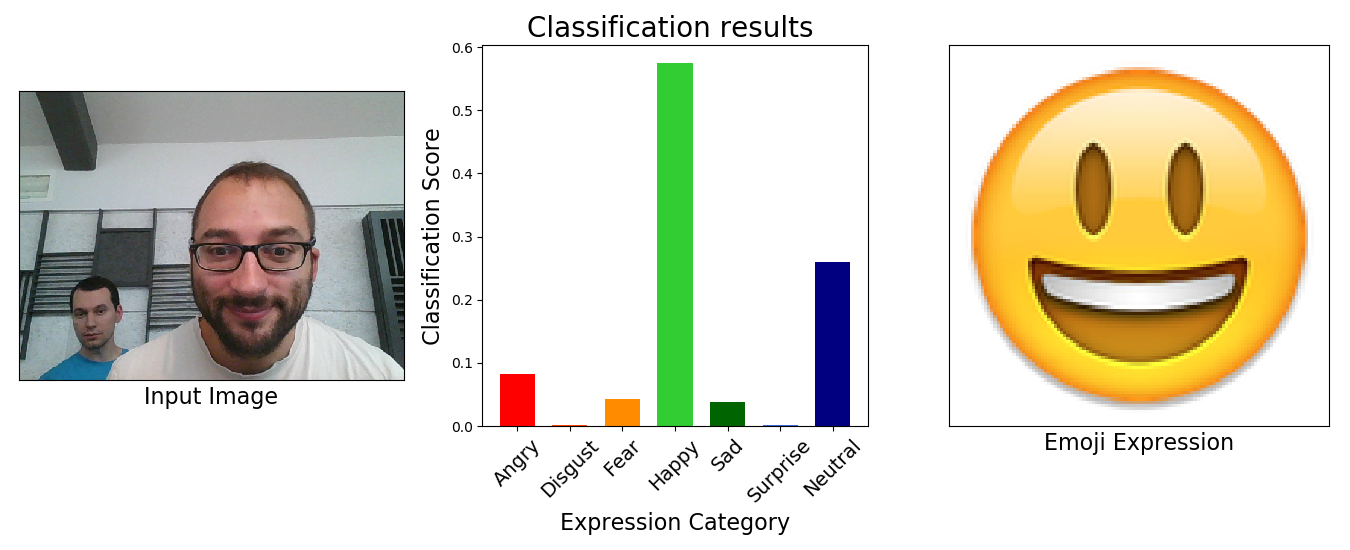 Classification results
Classification Score
0.6
0.5
0.4
0.3
0.2
0.1
0.0
Angry
Disgust
Fear
Happy
Sad
Surprise
Neutral
Expression Category
Input Image
Emoji Expression